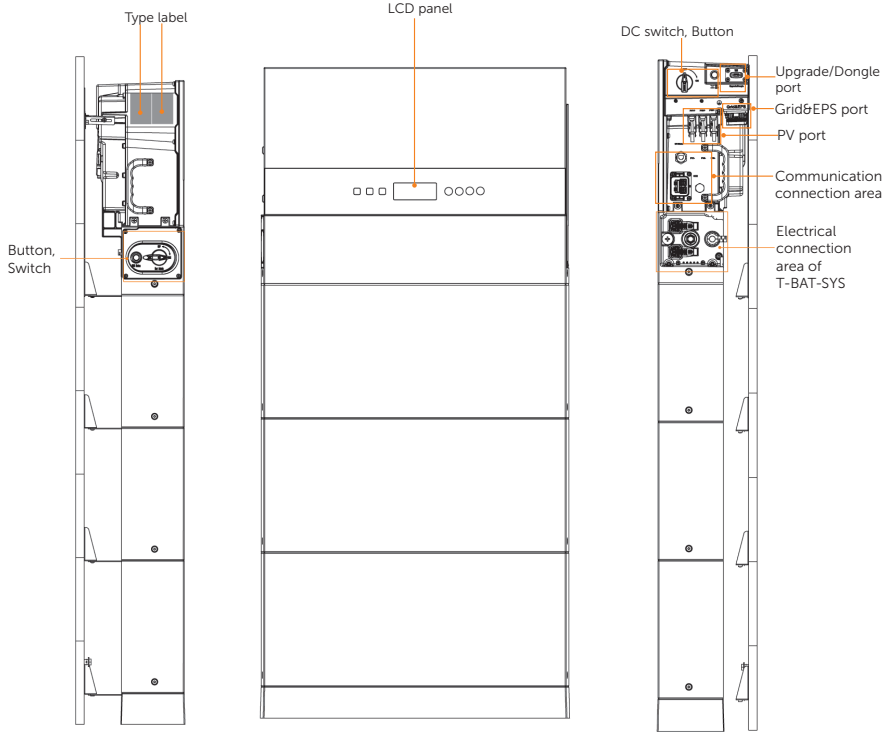 Type label
LCD panel
DC switch, Button
Upgrade/Dongle
port
Grid&EPS port
PV port
Communication
connection area
Electrical
connection
area of
T-BAT-SYS
Button,
Switch